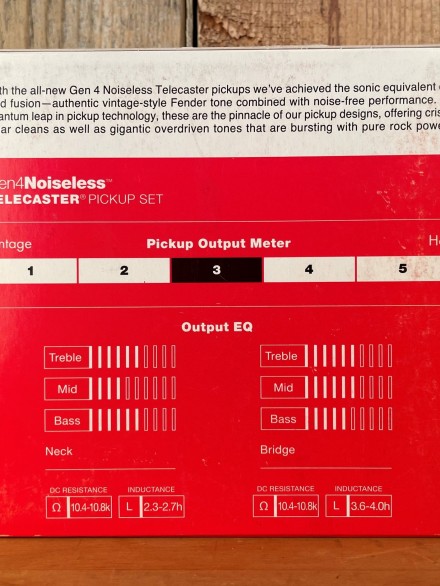 th the all-new Gen 4 Noiseless Telecaster pickups we've achieved the sonic equivalent
d fusion—authentic vintage-style Fender tone combined with noise-free performance.
antum leap in pickup technology, these are the pinnacle of our pickup designs, offering cris
ar cleans as well as gigantic overdriven tones that are bursting with pure rock powe
en4Noiseless™
ELECASTER® PICKUP SET
ntage Pickup Output Meter H
1 2 3 4 5
Output EQ
Treble Treble
Mid Mid
Bass Bass
Neck Bridge
DC RESISTANCE INDUCTANCE DC RESISTANCE INDUCTANCE
Ω 10.4-10.8k L 2.3-2.7h Ω 10.4-10.8k L 3.6-4.0h